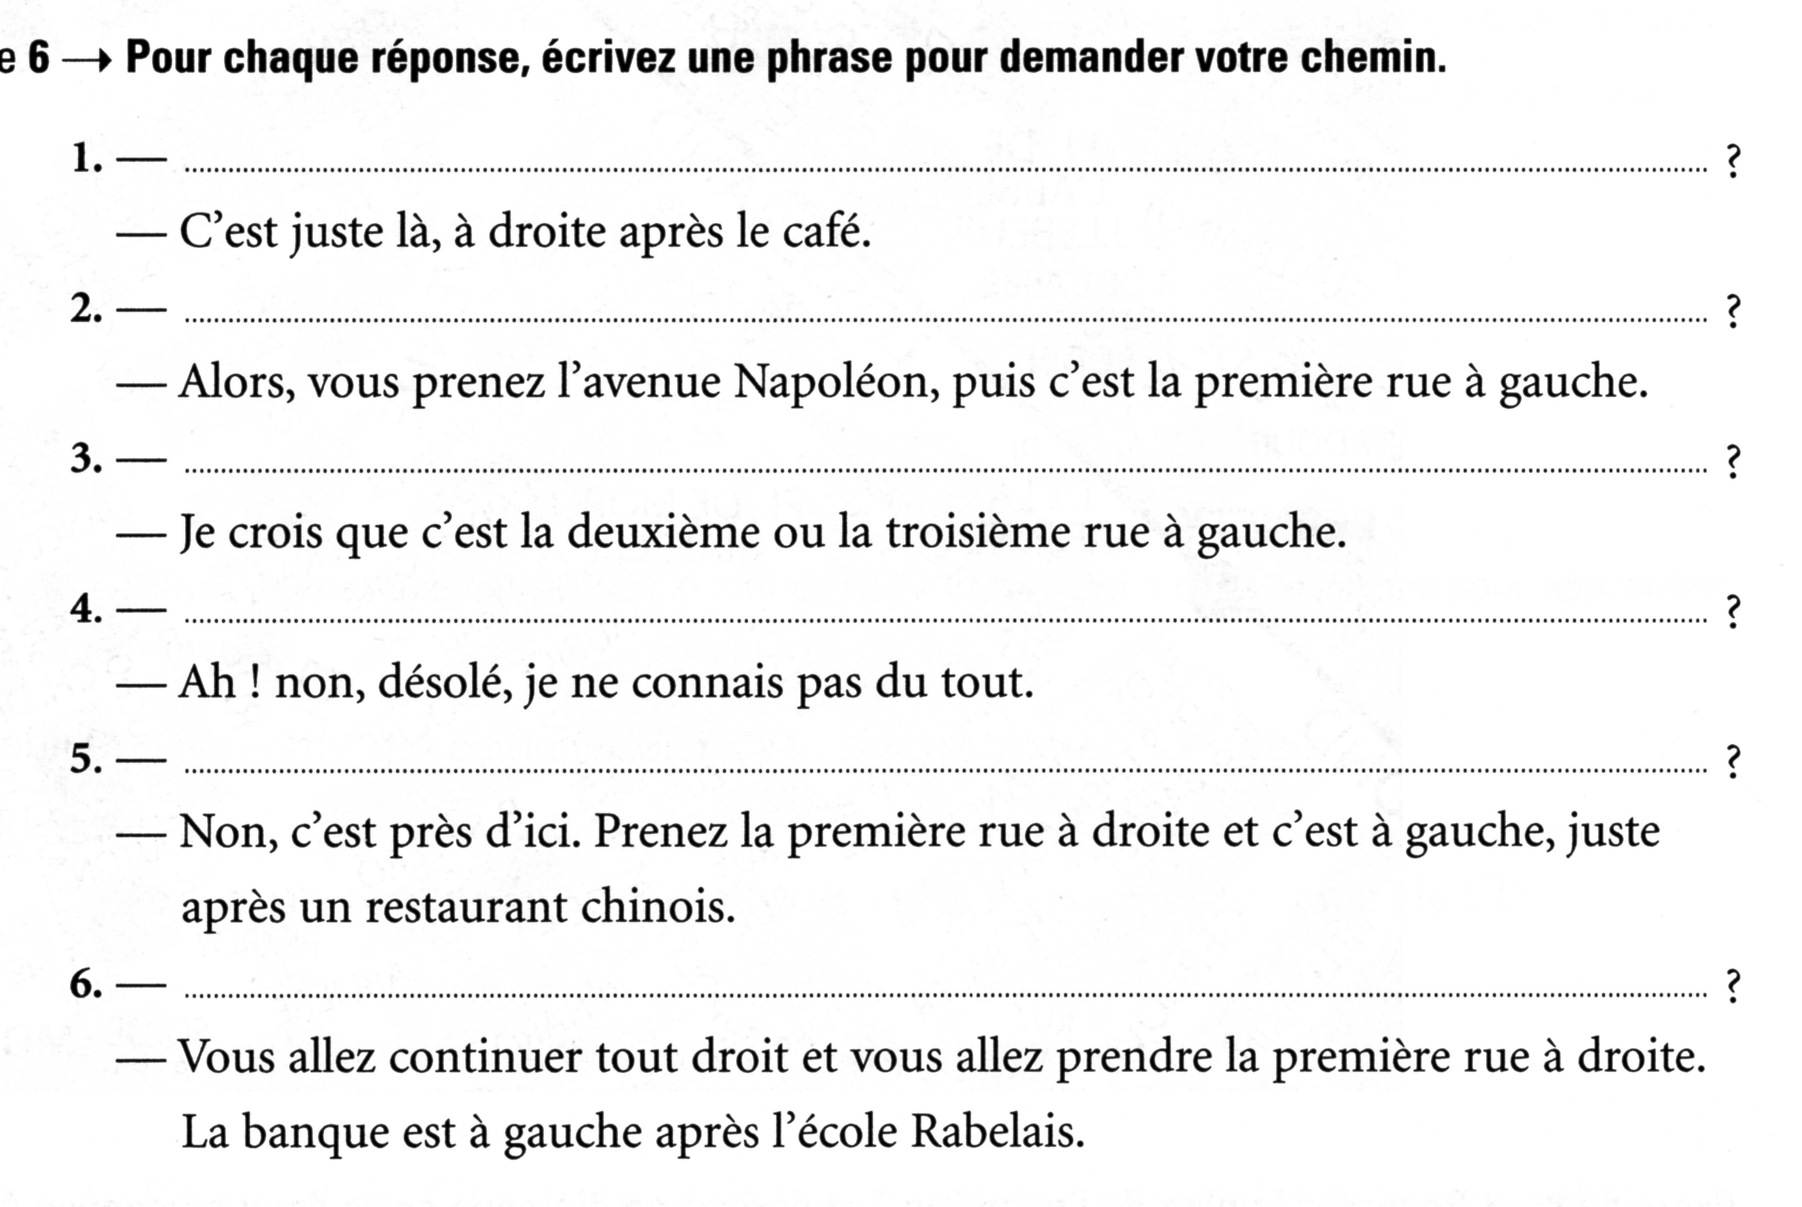 e 6 → Pour chaque réponse, écrivez une phrase pour demander votre chemin.
1. — ........................................ ?
— C'est juste là, à droite après le café.
2. — ........................................ ?
— Alors, vous prenez l'avenue Napoléon, puis c'est la première rue à gauche.
3. — ........................................ ?
— Je crois que c'est la deuxième ou la troisième rue à gauche.
4. — ........................................ ?
— Ah ! non, désolé, je ne connais pas du tout.
5. — ........................................ ?
— Non, c'est près d'ici. Prenez la première rue à droite et c'est à gauche, juste
après un restaurant chinois.
6. — ........................................ ?
— Vous allez continuer tout droit et vous allez prendre la première rue à droite.
La banque est à gauche après l'école Rabelais.